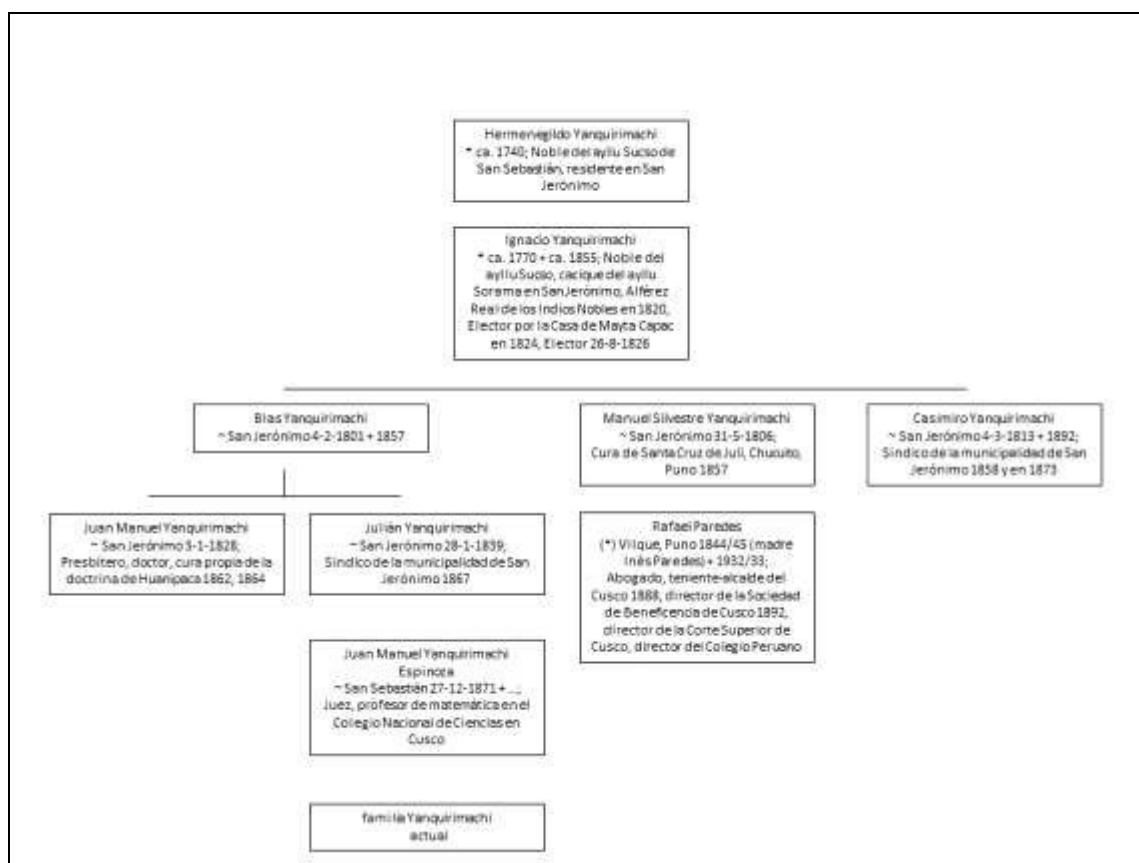 Hermenegildo Yanquirimachi
* ca. 1740; Noble del ayllu Sucso de
San Sebastián, residente en San
Jerónimo
Ignacio Yanquirimachi
* ca. 1770 + ca. 1855; Noble del
ayllu Sucso, cacique del ayllu
Sorama en San Jerónimo, Alférez
Real de los Indios Nobles en 1820,
Elector por la Casa de Mayta Capac
en 1824, Elector 26-8-1826
Blas Yanquirimachi
~ San Jerónimo 4-2-1801 + 1857
Manuel Silvestre Yanquirimachi
~ San Jerónimo 31-5-1806;
Cura de Santa Cruz de Juli, Chucuito,
Puno 1857
Casimiro Yanquirimachi
~ San Jerónimo 4-3-1813 + 1892;
Síndico de la municipalidad de San
Jerónimo 1858 y en 1873
Juan Manuel Yanquirimachi
~ San Jerónimo 3-1-1828;
Presbítero, doctor, cura propia de la
doctrina de Huanipaca 1862, 1864
Julián Yanquirimachi
~ San Jerónimo 28-1-1839;
Síndico de la municipalidad de San
Jerónimo 1867
Rafael Paredes
(*) Vilque, Puno 1844/45 (madre
Inés Paredes) + 1932/33;
Abogado, teniente-alcalde del
Cusco 1888, director de la Sociedad
de Beneficencia de Cusco 1892,
director de la Corte Superior de
Cusco, director del Colegio Peruano
Juan Manuel Yanquirimachi
Espinoza
~ San Sebastián 27-12-1871 + ...;
Juez, profesor de matemática en el
Colegio Nacional de Ciencias en
Cusco
familia Yanquirimachi
actual